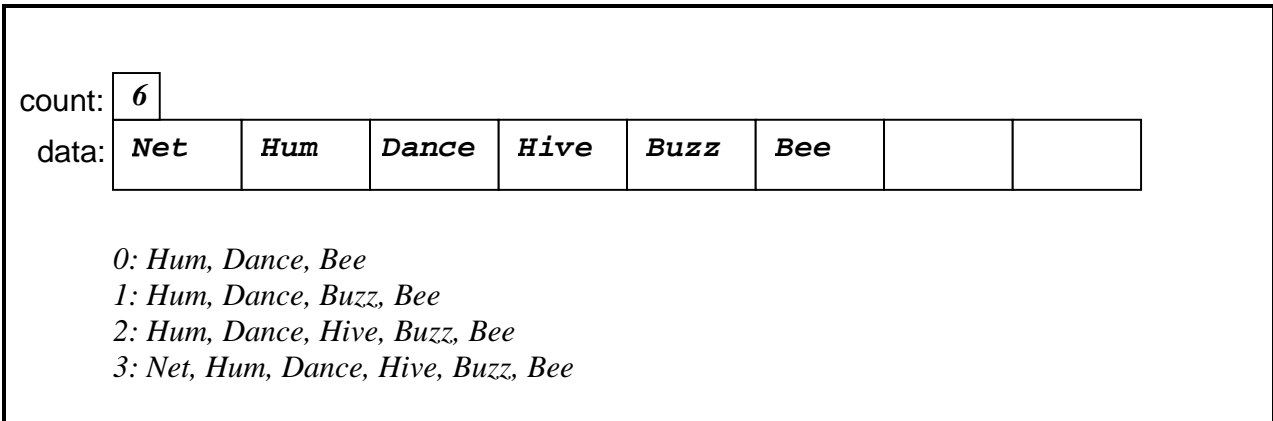 count: 6
data: Net Hum Dance Hive Buzz Bee
0: Hum, Dance, Bee
1: Hum, Dance, Buzz, Bee
2: Hum, Dance, Hive, Buzz, Bee
3: Net, Hum, Dance, Hive, Buzz, Bee